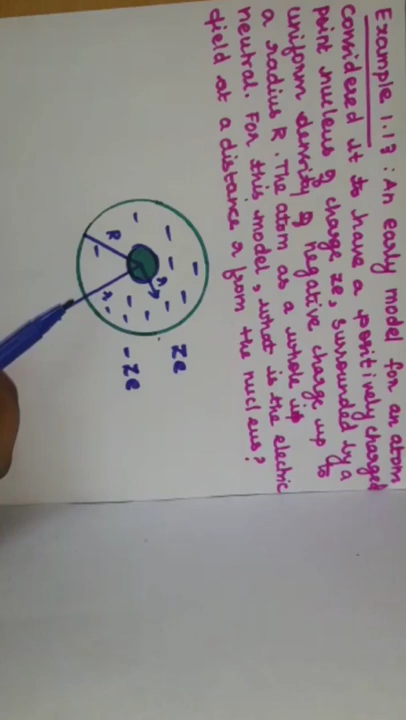 Example 1.13 : An early model for an atom
considered it to have a positively charged
point nucleus of charge Ze, surrounded by a
uniform density of negative charge up to
a radius R. The atom as a whole is
neutral. For this model, what is the electric
field at a distance r from the nucleus?
Ze
-Ze
R
r
r